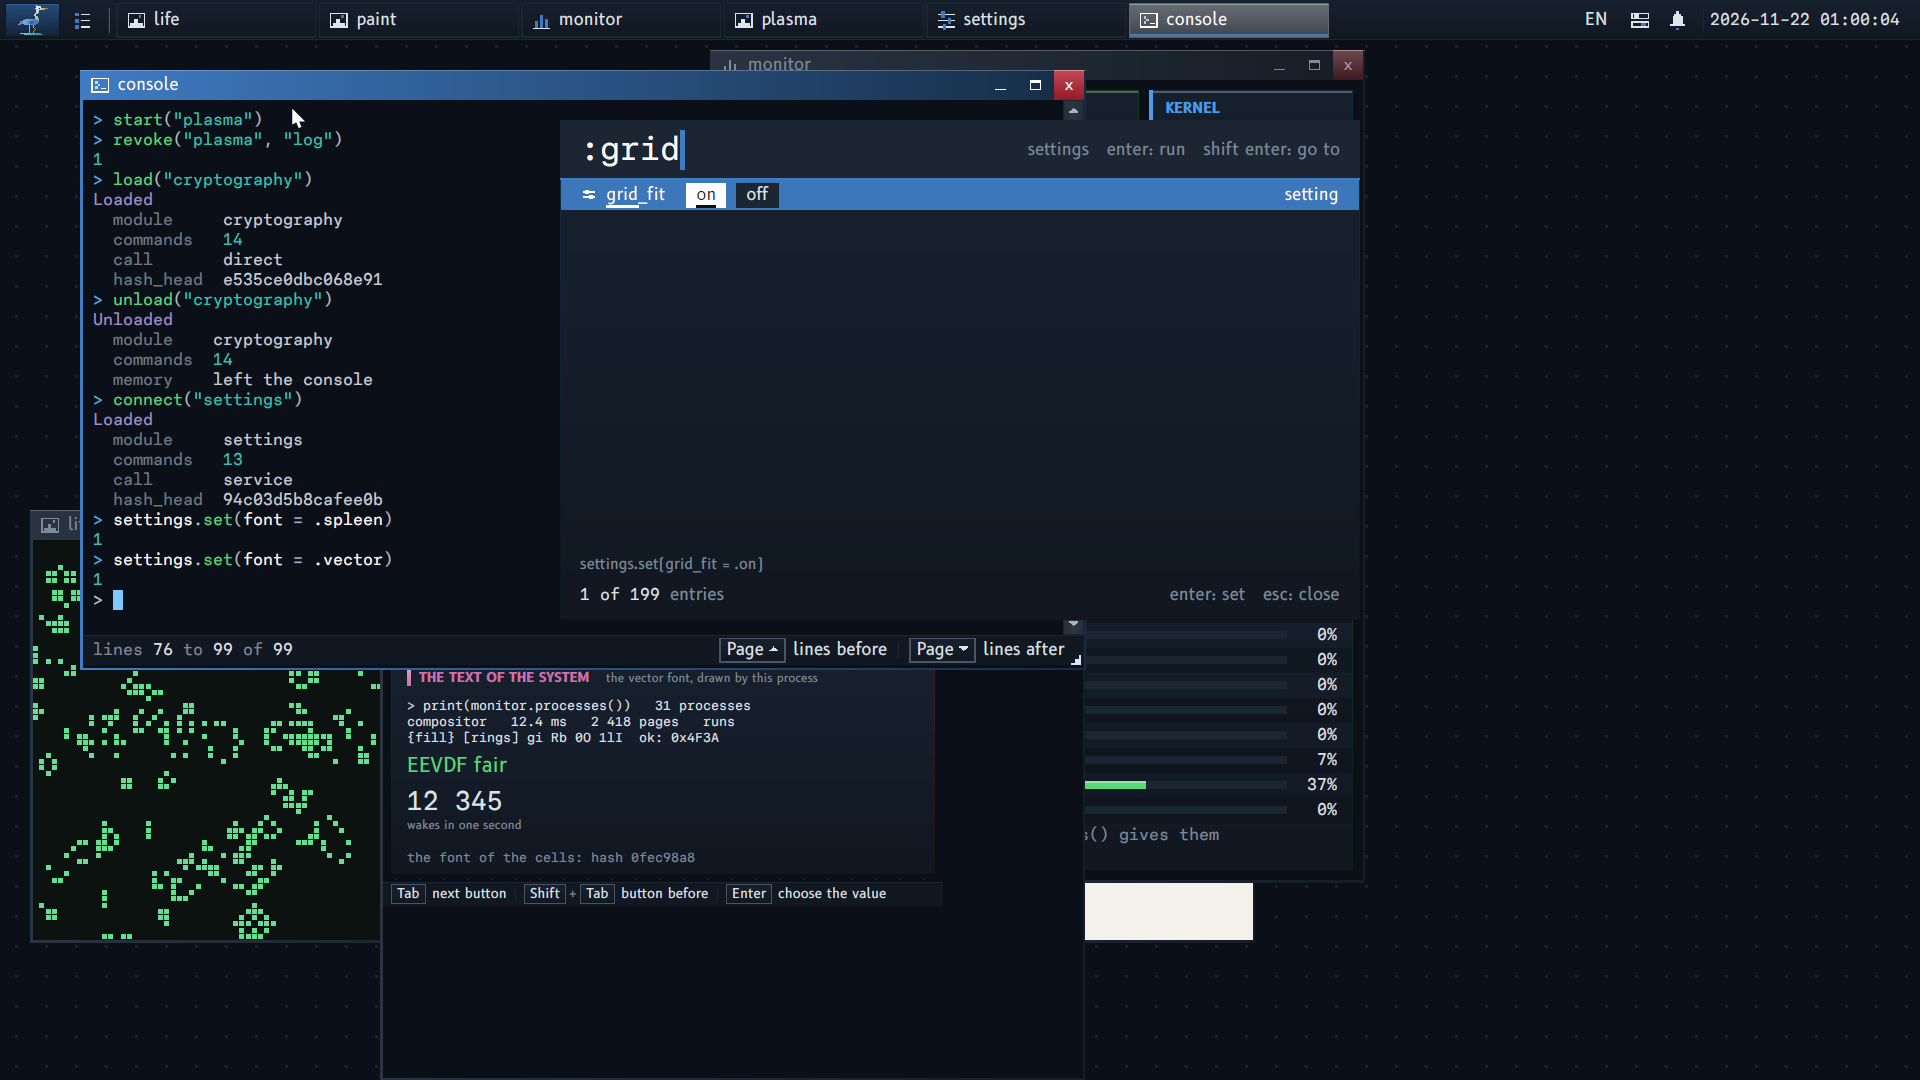 life
paint
monitor
plasma
settings
console
EN
2026-11-22 01:00:04
monitor
x
console
x
KERNEL
> start("plasma")
> revoke("plasma", "log")
1
> load("cryptography")
Loaded
module cryptography
commands 14
call direct
hash_head e535ce0dbc068e91
> unload("cryptography")
Unloaded
module cryptography
commands 14
memory left the console
> connect("settings")
Loaded
module settings
commands 13
call service
hash_head 94c03d5b8cafee0b
> settings.set(font = .spleen)
1
> settings.set(font = .vector)
1
>
lines 76 to 99 of 99
Page lines before
Page lines after
:grid
settings enter: run shift enter: go to
grid_fit on off setting
settings.set[grid_fit = .on]
1 of 199 entries
enter: set esc: close
li
0%
0%
0%
0%
0%
7%
37%
0%
s() gives them
THE TEXT OF THE SYSTEM the vector font, drawn by this process
> print(monitor.processes()) 31 processes
compositor 12.4 ms 2 418 pages runs
{fill} [rings] gi Rb 0O 1lI ok: 0x4F3A
EEVDF fair
12 345
wakes in one second
the font of the cells: hash 0fec98a8
Tab next button Shift + Tab button before Enter choose the value